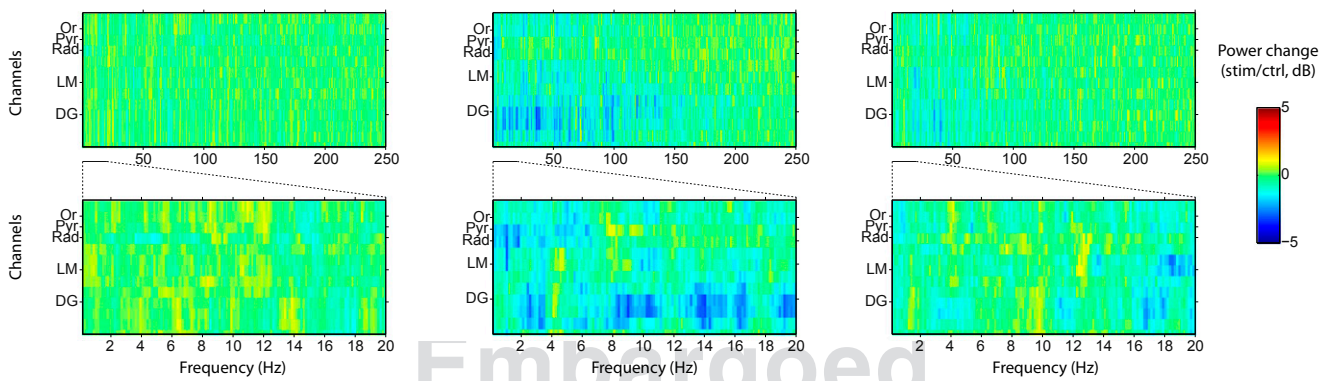 Channels
Or
Pyr
Rad
LM
DG
50 100 150 200 250
Or
Pyr
Rad
LM
DG
50 100 150 200 250
Or
Pyr
Rad
LM
DG
50 100 150 200 250
Power change
(stim/ctrl, dB)
5
0
−5
Channels
Or
Pyr
Rad
LM
DG
2 4 6 8 10 12 14 16 18 20
Frequency (Hz)
Or
Pyr
Rad
LM
DG
2 4 6 8 10 12 14 16 18 20
Frequency (Hz)
Or
Pyr
Rad
LM
DG
2 4 6 8 10 12 14 16 18 20
Frequency (Hz)
Embargoed